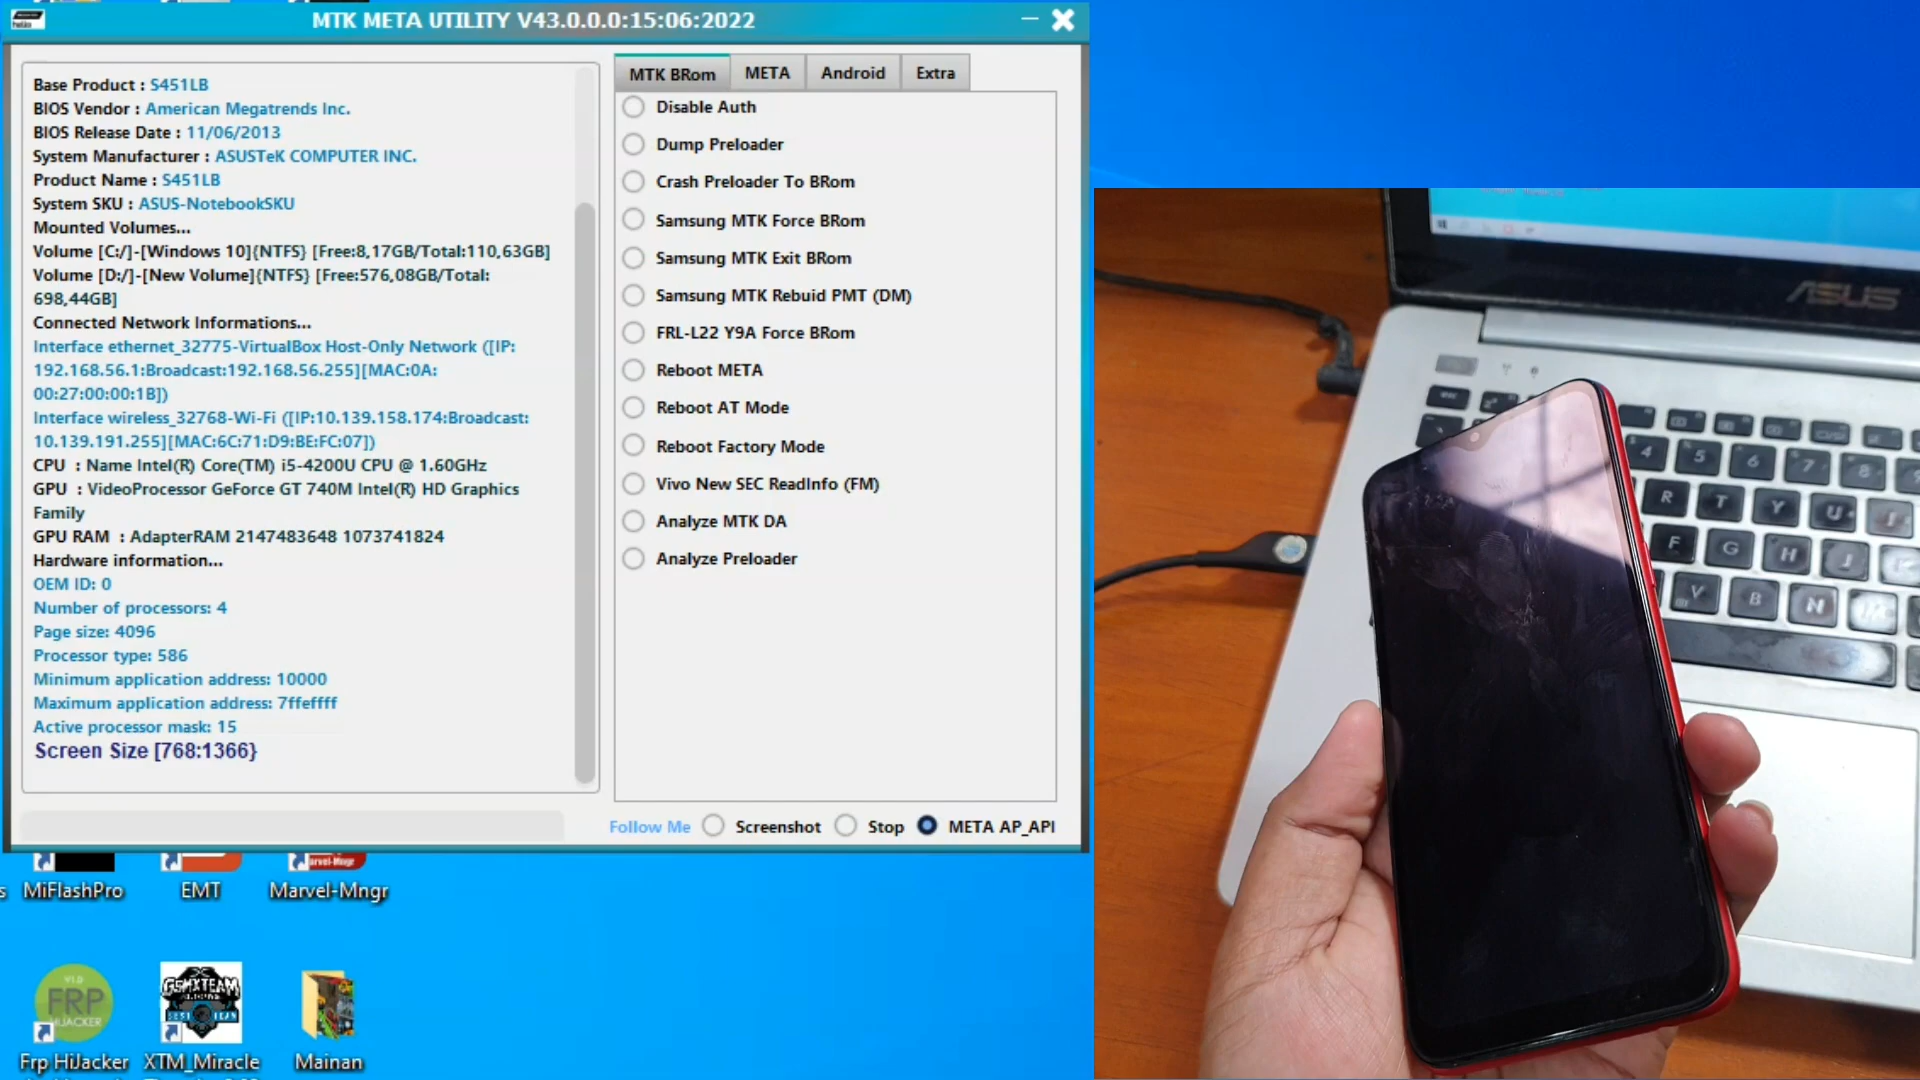 MTK META UTILITY V43.0.0.0:15:06:2022
Base Product : S451LB
BIOS Vendor : American Megatrends Inc.
BIOS Release Date : 11/06/2013
System Manufacturer : ASUSTeK COMPUTER INC.
Product Name : S451LB
System SKU : ASUS-NotebookSKU
Mounted Volumes...
Volume [C:/]-[Windows 10]{NTFS} [Free:8,17GB/Total:110,63GB]
Volume [D:/]-[New Volume]{NTFS} [Free:576,08GB/Total:
698,44GB]
Connected Network Informations...
Interface ethernet_32775-VirtualBox Host-Only Network ([IP:
192.168.56.1:Broadcast:192.168.56.255][MAC:0A:
00:27:00:00:1B])
Interface wireless_32768-Wi-Fi ([IP:10.139.158.174:Broadcast:
10.139.191.255][MAC:6C:71:D9:BE:FC:07])
CPU : Name Intel(R) Core(TM) i5-4200U CPU @ 1.60GHz
GPU : VideoProcessor GeForce GT 740M Intel(R) HD Graphics
Family
GPU RAM : AdapterRAM 2147483648 1073741824
Hardware information...
OEM ID: 0
Number of processors: 4
Page size: 4096
Processor type: 586
Minimum application address: 10000
Maximum application address: 7ffeffff
Active processor mask: 15
Screen Size [768:1366}
MTK BRom META Android Extra
Disable Auth
Dump Preloader
Crash Preloader To BRom
Samsung MTK Force BRom
Samsung MTK Exit BRom
Samsung MTK Rebuid PMT (DM)
FRL-L22 Y9A Force BRom
Reboot META
Reboot AT Mode
Reboot Factory Mode
Vivo New SEC ReadInfo (FM)
Analyze MTK DA
Analyze Preloader
Follow Me Screenshot Stop META AP_API
MiFlashPro EMT Marvel-Mngr
FRP HIJACKER
GSMXTEAM
Frp HiJacker XTM_Miracle Mainan
ASUS
4 5 6 7 8
R T Y U
F G H J
V B N